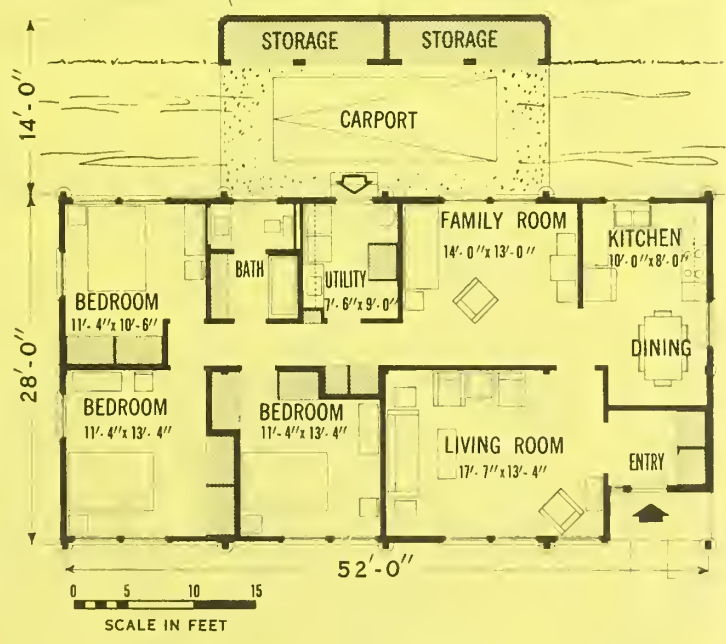 STORAGE
STORAGE
14'-0"
CARPORT
FAMILY ROOM
14'-0"x13'-0"
KITCHEN
10'-0"x8'-0"
BATH
UTILITY
7'-6"x9'-0"
BEDROOM
11'-4"x10'-6"
28'-0"
DINING
BEDROOM
11'-4"x13'-4"
BEDROOM
11'-4"x13'-4"
LIVING ROOM
17'-7"x13'-4"
ENTRY
52'-0"
0 5 10 15
SCALE IN FEET